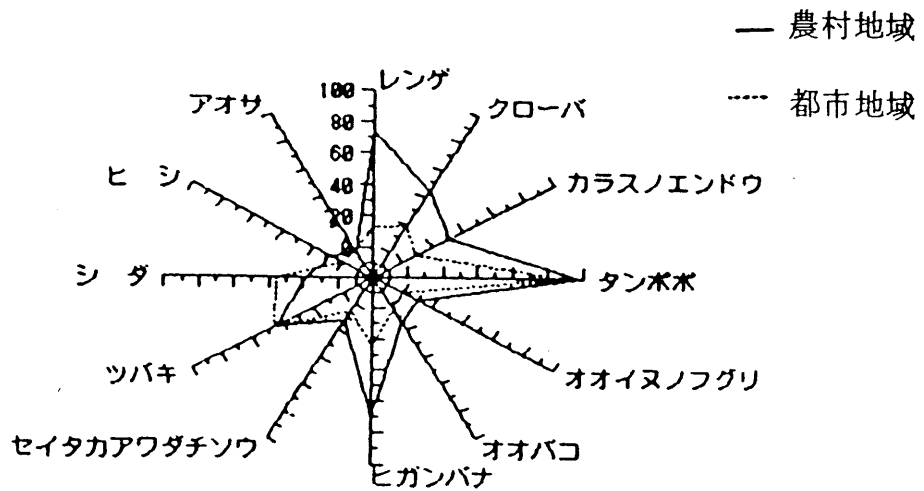 農村地域
都市地域
レンゲ
クローバ
カラスノエンドウ
タンポポ
オオイヌノフグリ
オオバコ
ヒガンバナ
セイタカアワダチソウ
ツバキ
シダ
ヒシ
アオサ
100
80
60
40
20
0